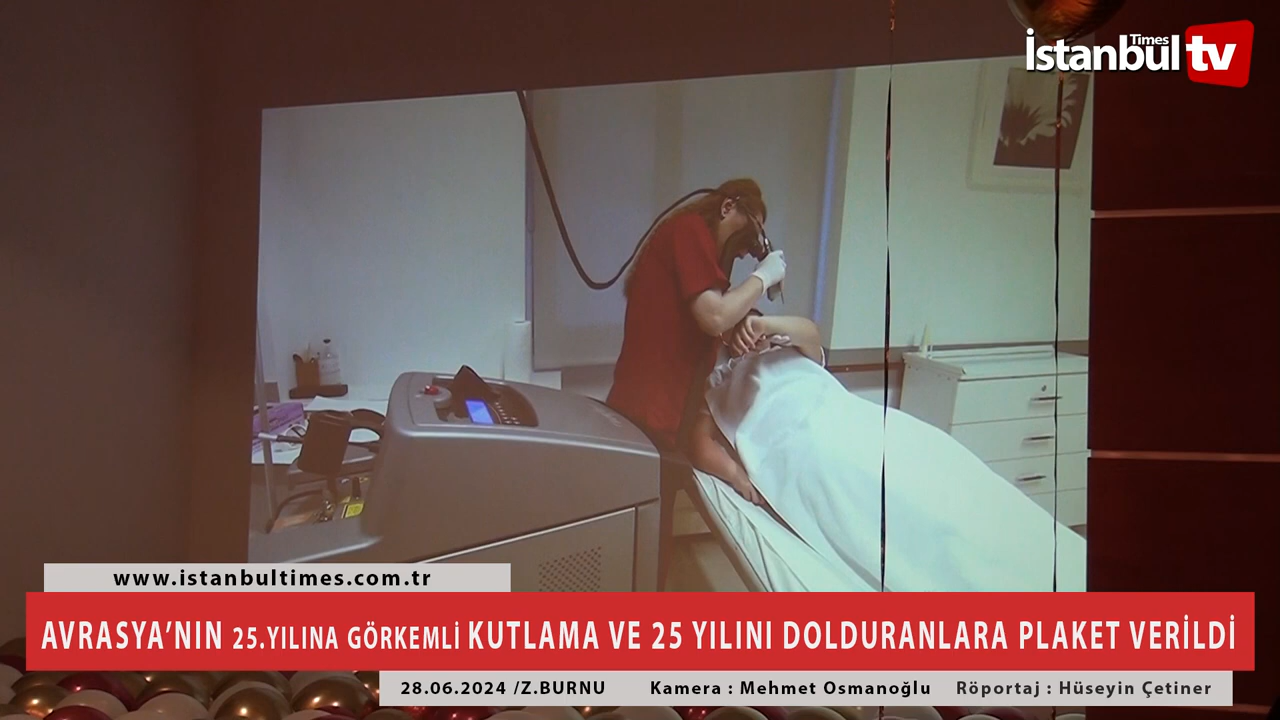 İstanbul Times tv
www.istanbultimes.com.tr
AVRASYA’NIN 25.YILINA GÖRKEMLİ KUTLAMA VE 25 YILINI DOLDURANLARA PLAKET VERİLDİ
28.06.2024 /Z.BURNU Kamera : Mehmet Osmanoğlu Röportaj : Hüseyin Çetiner